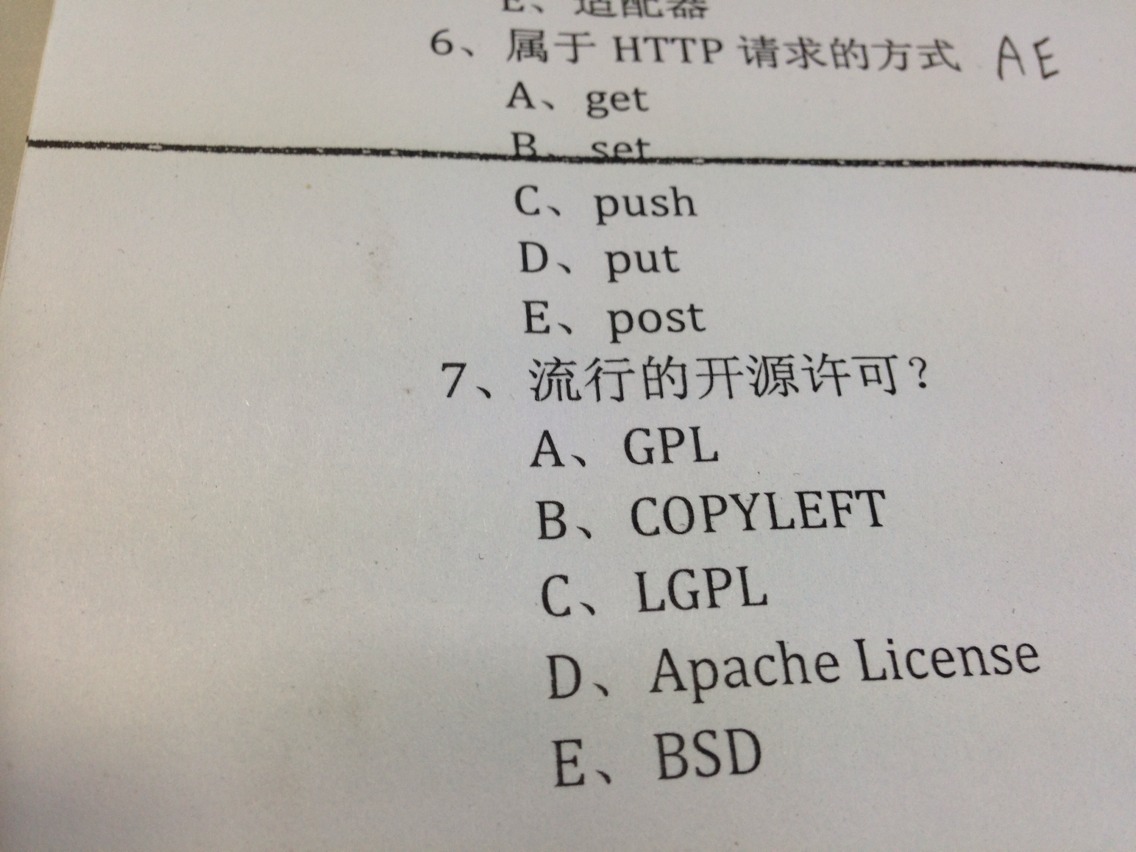 E、适配器
6、属于 HTTP 请求的方式 AE
A、get
B、set
C、push
D、put
E、post
7、流行的开源许可？
A、GPL
B、COPYLEFT
C、LGPL
D、Apache License
E、BSD